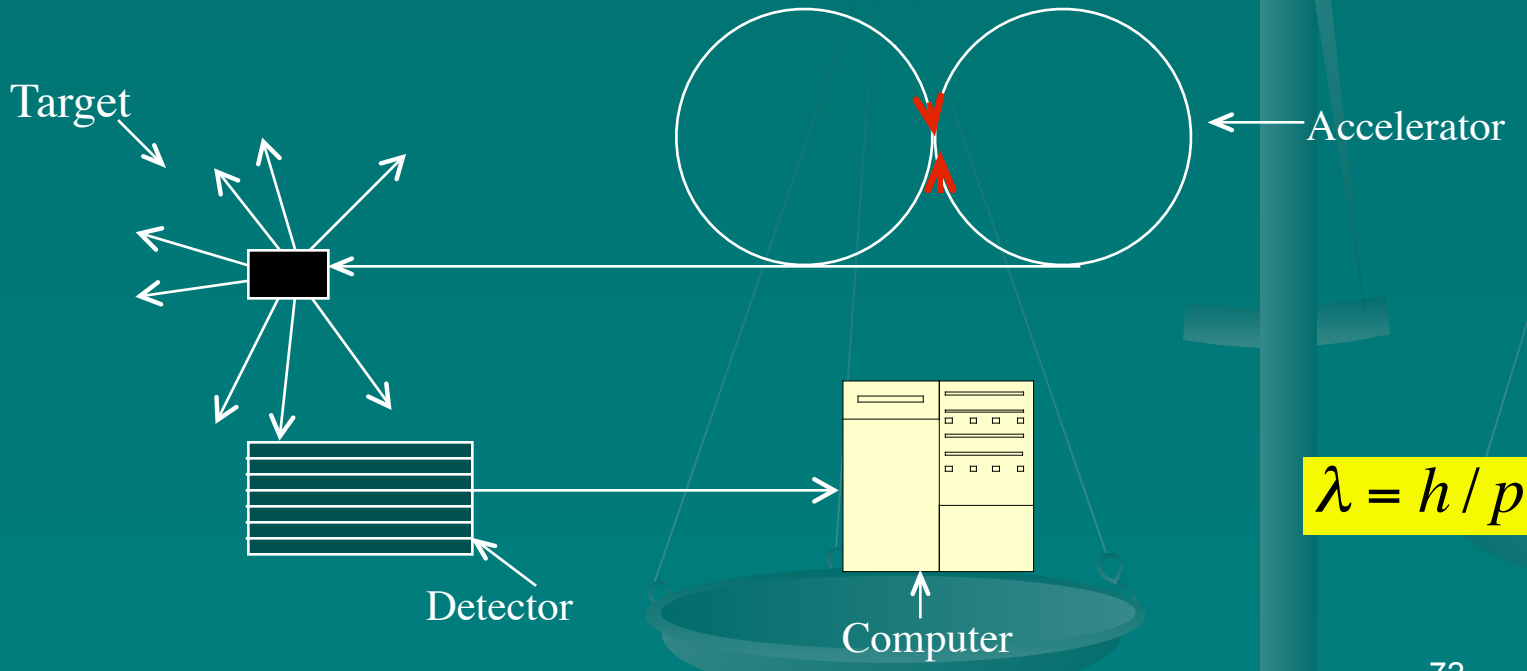 Target
Accelerator
λ = h / p
Detector
Computer